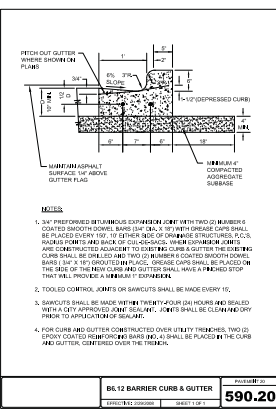 PITCH OUT GUTTER
WHERE SHOWN ON
PLANS
5"
1'
2"
3/4"
6%
SLOPE
3"R
6"
1/2
D
D
10" MIN.
1-1/2"(DEPRESSED CURB)
4"
MIN.
6"
7"
6"
18"
MAINTAIN ASPHALT
SURFACE 1/4" ABOVE
GUTTER FLAG
MINIMUM 4"
COMPACTED
AGGREGATE
SUBBASE
NOTES:
1. 3/4" PREFORMED BITUMINOUS EXPANSION JOINT WITH TWO (2) NUMBER 6
COATED SMOOTH DOWEL BARS (3/4" DIA. X 18") WITH GREASE CAPS SHALL
BE PLACED EVERY 150', 10' EITHER SIDE OF DRAINAGE STRUCTURES, P.C.'S,
RADIUS POINTS AND BACK OF CUL-DE-SACS. WHEN EXPANSION JOINTS
ARE CONSTRUCTED ADJACENT TO EXISTING CURB & GUTTER THE EXISTING
CURB SHALL BE DRILLED AND TWO (2) NUMBER 6 COATED SMOOTH DOWEL
BARS ( 3/4" X 18") GROUTED IN PLACE. GREASE CAPS SHALL BE PLACED ON
THE SIDE OF THE NEW CURB AND GUTTER SHALL HAVE A PINCHED STOP
THAT WILL PROVIDE A MINIMUM 1" EXPANSION.
2. TOOLED CONTROL JOINTS OR SAWCUTS SHALL BE MADE EVERY 15'.
3. SAWCUTS SHALL BE MADE WITHIN TWENTY-FOUR (24) HOURS AND SEALED
WITH A CITY APPROVED JOINT SEALANT. JOINTS SHALL BE CLEAN AND DRY
PRIOR TO APPLICATION OF SEALANT.
4. FOR CURB AND GUTTER CONSTRUCTED OVER UTILITY TRENCHES, TWO (2)
EPOXY COATED REINFORCING BARS (NO. 4) SHALL BE PLACED IN THE CURB
AND GUTTER, CENTERED OVER THE TRENCH.
B6.12 BARRIER CURB & GUTTER
EFFECTIVE: 2/29/2008
SHEET 1 OF 1
PAVEMENT 20
590.20